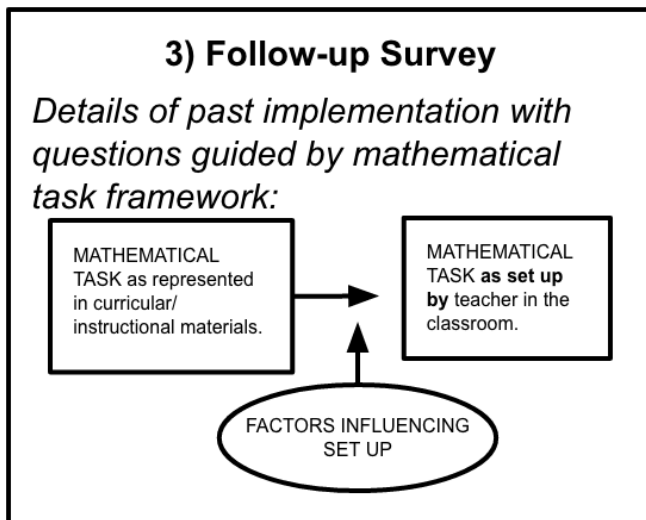 3) Follow-up Survey
Details of past implementation with
questions guided by mathematical
task framework:
MATHEMATICAL
TASK as represented
in curricular/
instructional materials.
MATHEMATICAL
TASK as set up
by teacher in the
classroom.
FACTORS INFLUENCING
SET UP